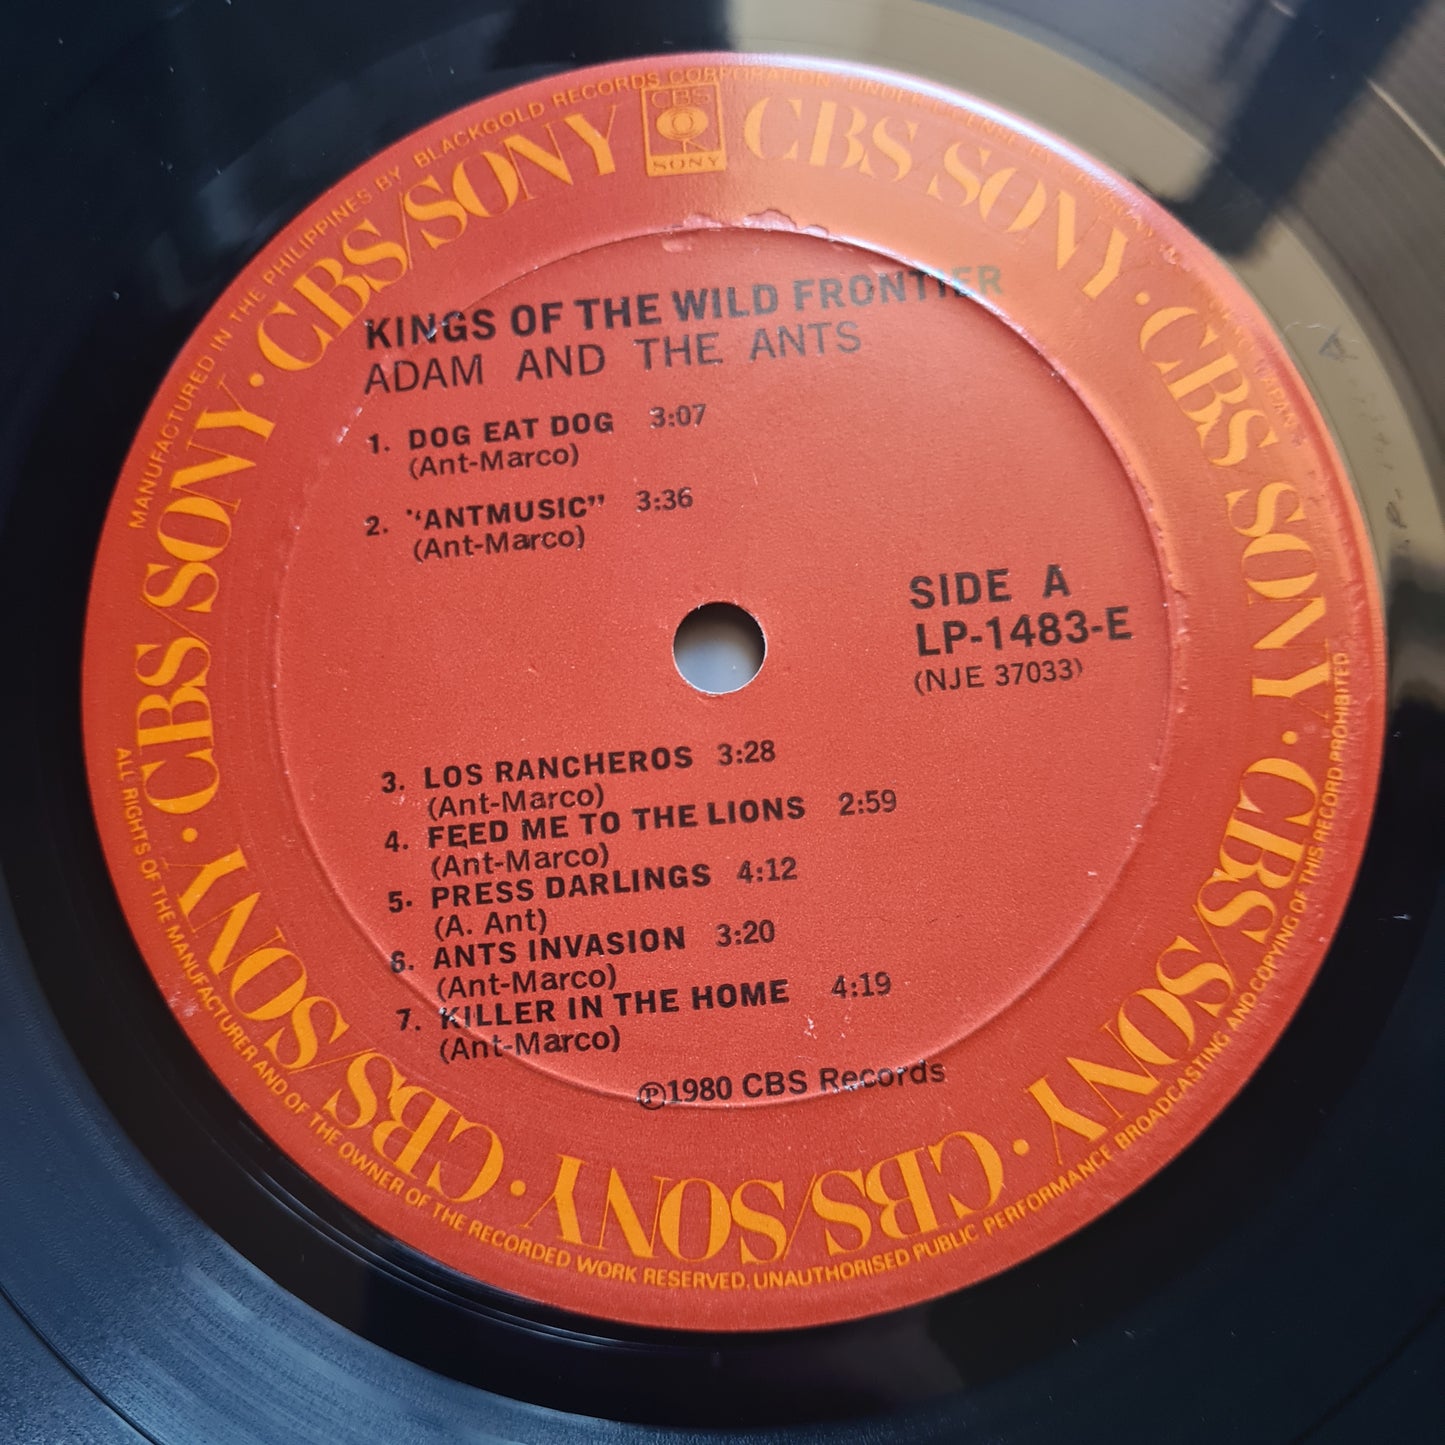 MANUFACTURED IN THE PHILIPPINES BY BLACKGOLD RECORDS CORPORATION, UNDER LICENSE
JAPAN
CBS
SONY
CBS/SONY · CBS/SONY · CBS SONY · CBS SONY · CBS/SONY · CBS/SONY · CBS/SONY · CBS/SONY
KINGS OF THE WILD FRONTIER
ADAM AND THE ANTS
1. DOG EAT DOG 3:07
(Ant-Marco)
2. "ANTMUSIC" 3:36
(Ant-Marco)
SIDE A
LP-1483-E
(NJE 37033)
3. LOS RANCHEROS 3:28
(Ant-Marco)
4. FEED ME TO THE LIONS 2:59
(Ant-Marco)
5. PRESS DARLINGS 4:12
(A. Ant)
6. ANTS INVASION 3:20
(Ant-Marco)
7. KILLER IN THE HOME 4:19
(Ant-Marco)
Ⓟ1980 CBS Records
ALL RIGHTS OF THE MANUFACTURER AND OF THE OWNER OF THE RECORDED WORK RESERVED. UNAUTHORISED PUBLIC PERFORMANCE BROADCASTING AND COPYING OF THIS RECORD PROHIBITED